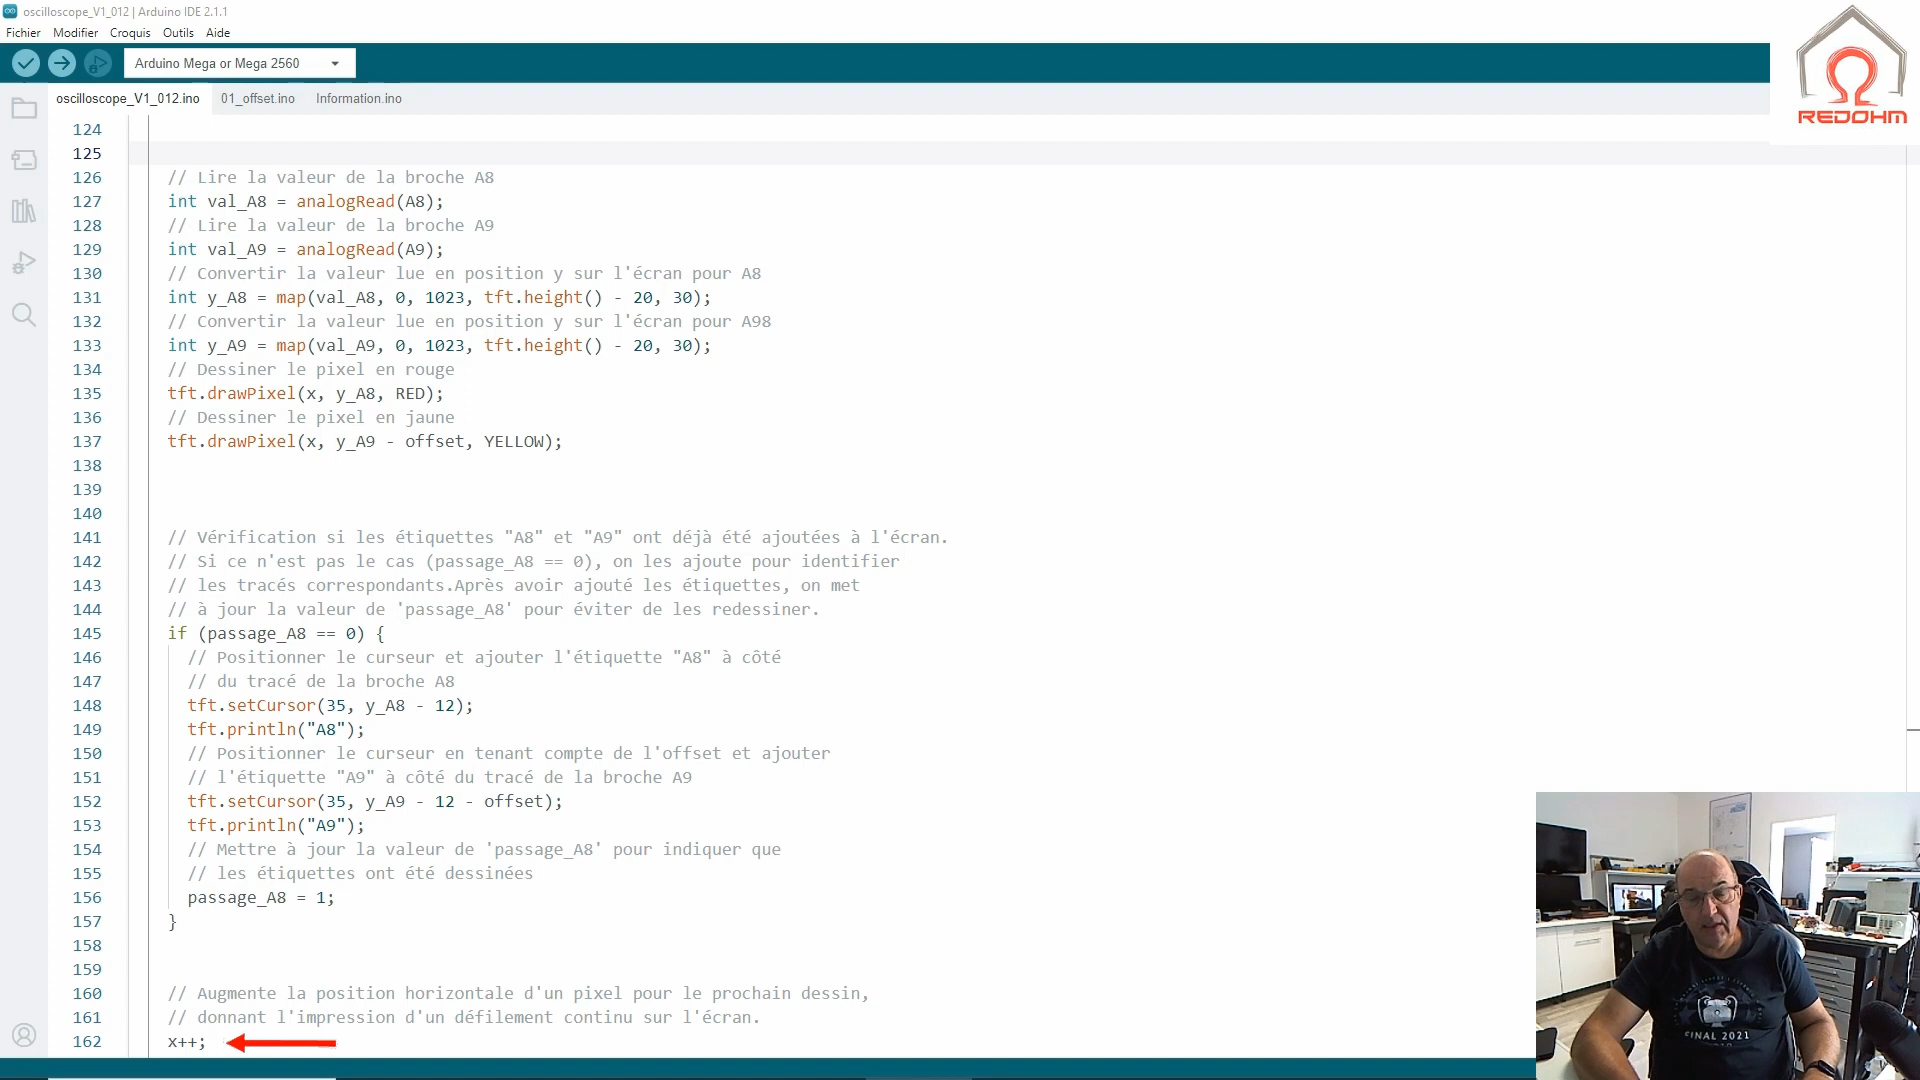 oscilloscope_V1_012 | Arduino IDE 2.1.1
Fichier Modifier Croquis Outils Aide
Arduino Mega or Mega 2560
REDOHM
oscilloscope_V1_012.ino 01_offset.ino Information.ino
124
125
126 // Lire la valeur de la broche A8
127 int val_A8 = analogRead(A8);
128 // Lire la valeur de la broche A9
129 int val_A9 = analogRead(A9);
130 // Convertir la valeur lue en position y sur l'écran pour A8
131 int y_A8 = map(val_A8, 0, 1023, tft.height() - 20, 30);
132 // Convertir la valeur lue en position y sur l'écran pour A98
133 int y_A9 = map(val_A9, 0, 1023, tft.height() - 20, 30);
134 // Dessiner le pixel en rouge
135 tft.drawPixel(x, y_A8, RED);
136 // Dessiner le pixel en jaune
137 tft.drawPixel(x, y_A9 - offset, YELLOW);
138
139
140
141 // Vérification si les étiquettes "A8" et "A9" ont déjà été ajoutées à l'écran.
142 // Si ce n'est pas le cas (passage_A8 == 0), on les ajoute pour identifier
143 // les tracés correspondants.Après avoir ajouté les étiquettes, on met
144 // à jour la valeur de 'passage_A8' pour éviter de les redessiner.
145 if (passage_A8 == 0) {
146 // Positionner le curseur et ajouter l'étiquette "A8" à côté
147 // du tracé de la broche A8
148 tft.setCursor(35, y_A8 - 12);
149 tft.println("A8");
150 // Positionner le curseur en tenant compte de l'offset et ajouter
151 // l'étiquette "A9" à côté du tracé de la broche A9
152 tft.setCursor(35, y_A9 - 12 - offset);
153 tft.println("A9");
154 // Mettre à jour la valeur de 'passage_A8' pour indiquer que
155 // les étiquettes ont été dessinées
156 passage_A8 = 1;
157 }
158
159
160 // Augmente la position horizontale d'un pixel pour le prochain dessin,
161 // donnant l'impression d'un défilement continu sur l'écran.
162 x++;
FINAL 2021